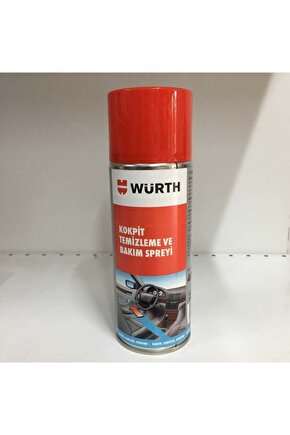 WÜRTH
KOKPİT
TEMİZLEME VE
BAKIM SPREYİ